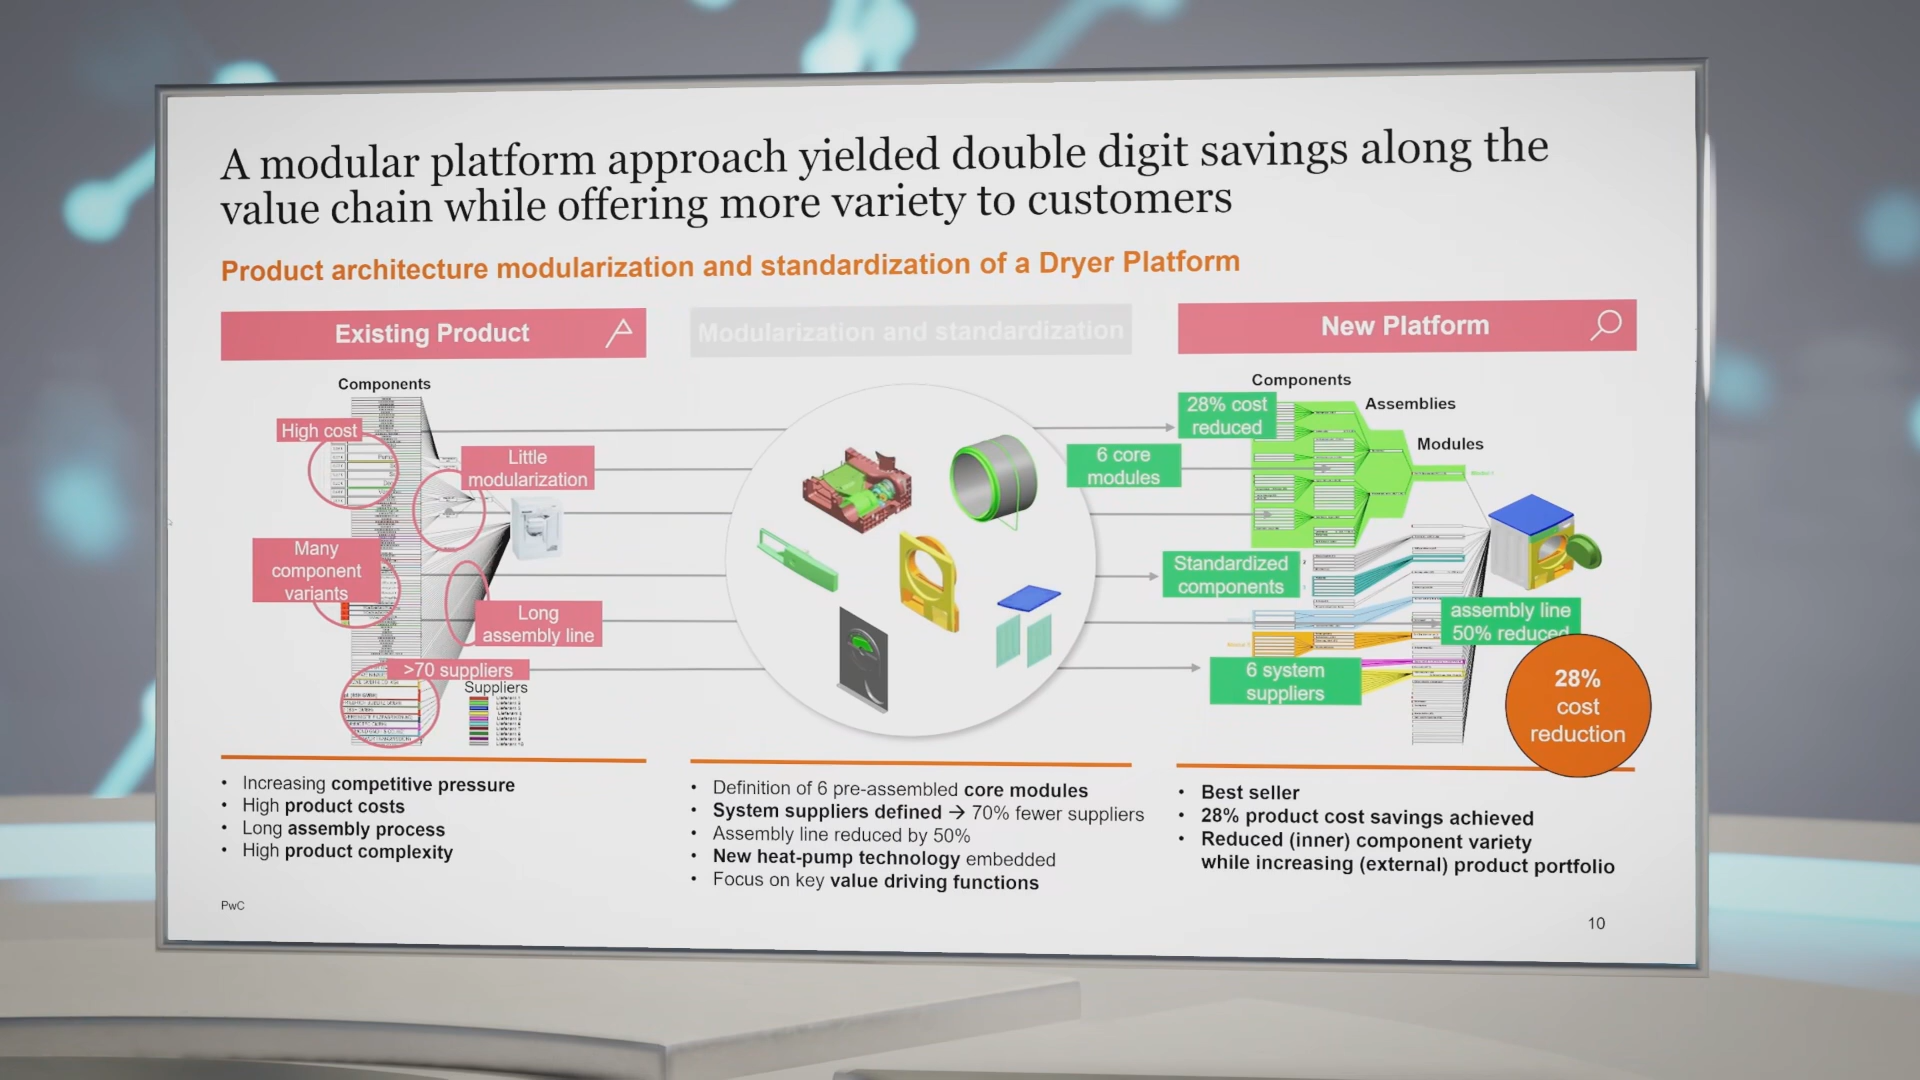 A modular platform approach yielded double digit savings along the
value chain while offering more variety to customers
Product architecture modularization and standardization of a Dryer Platform
Existing Product
Modularization and standardization
New Platform
Components
High cost
Little
modularization
Many
component
variants
Long
assembly line
>70 suppliers
Suppliers
Components
Assemblies
Modules
28% cost
reduced
6 core
modules
Standardized
components
assembly line
50% reduced
6 system
suppliers
28%
cost
reduction
• Increasing competitive pressure
• High product costs
• Long assembly process
• High product complexity
• Definition of 6 pre-assembled core modules
• System suppliers defined → 70% fewer suppliers
• Assembly line reduced by 50%
• New heat-pump technology embedded
• Focus on key value driving functions
• Best seller
• 28% product cost savings achieved
• Reduced (inner) component variety
while increasing (external) product portfolio
PwC
10